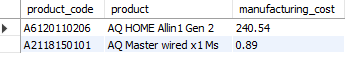 product_code product manufacturing_cost
A6120110206 AQ HOME Allin1 Gen 2 240.54
A2118150101 AQ Master wired x1 Ms 0.89